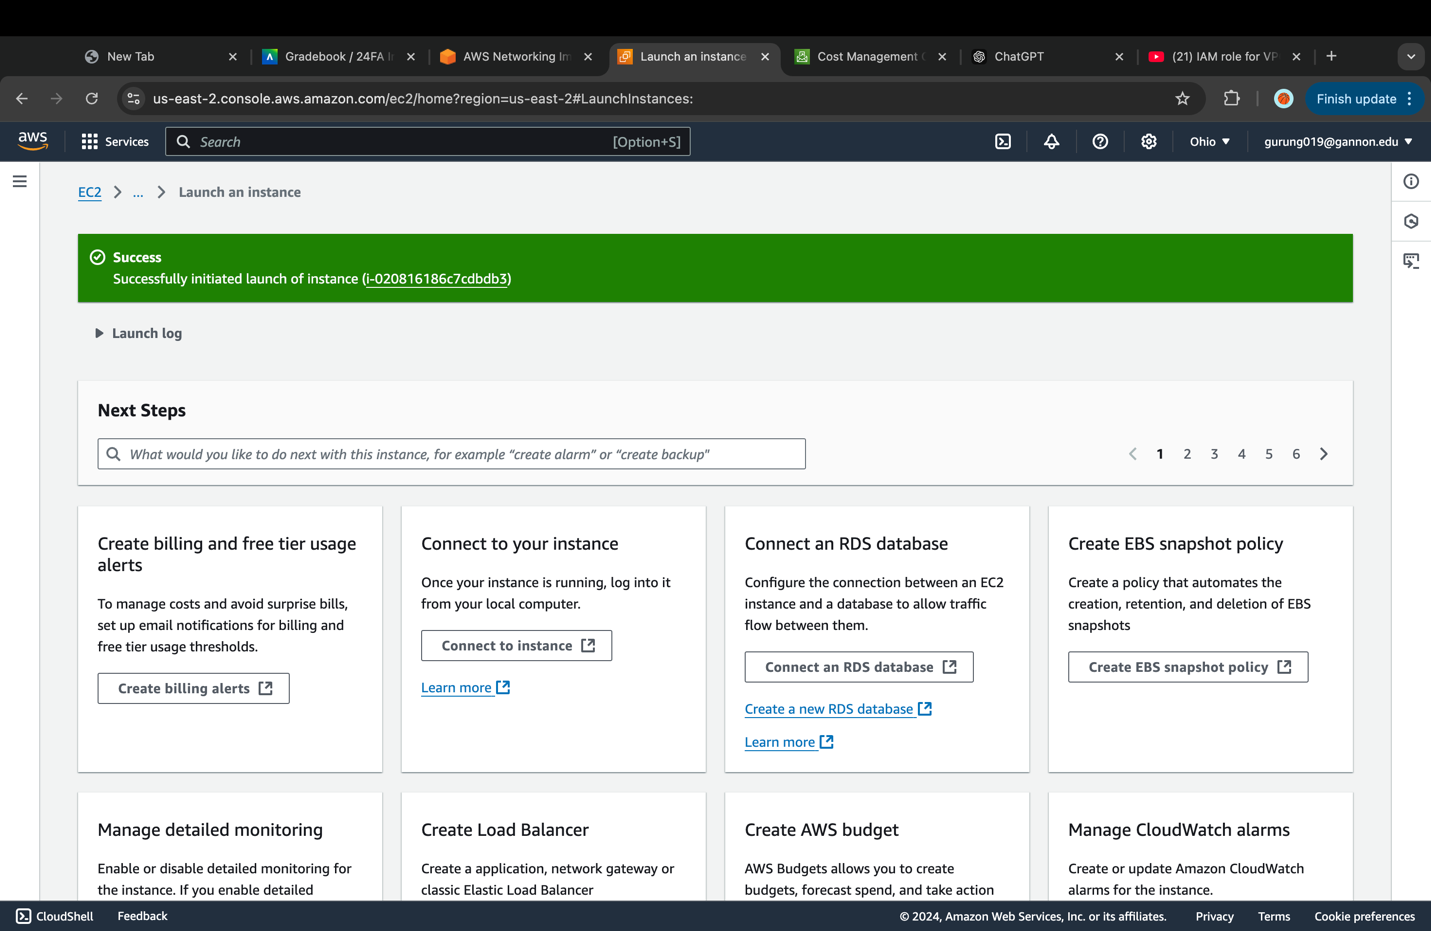 New Tab
Gradebook / 24FA I
AWS Networking Im
Launch an instance
Cost Management
ChatGPT
(21) IAM role for VP
us-east-2.console.aws.amazon.com/ec2/home?region=us-east-2#LaunchInstances:
Finish update
aws
Services
Search
[Option+S]
Ohio
gurung019@gannon.edu
EC2
...
Launch an instance
Success
Successfully initiated launch of instance (i-020816186c7cdbdb3)
Launch log
Next Steps
What would you like to do next with this instance, for example “create alarm” or “create backup”
1 2 3 4 5 6
Create billing and free tier usage
alerts
To manage costs and avoid surprise bills,
set up email notifications for billing and
free tier usage thresholds.
Create billing alerts
Connect to your instance
Once your instance is running, log into it
from your local computer.
Connect to instance
Learn more
Connect an RDS database
Configure the connection between an EC2
instance and a database to allow traffic
flow between them.
Connect an RDS database
Create a new RDS database
Learn more
Create EBS snapshot policy
Create a policy that automates the
creation, retention, and deletion of EBS
snapshots
Create EBS snapshot policy
Manage detailed monitoring
Enable or disable detailed monitoring for
the instance. If you enable detailed
Create Load Balancer
Create a application, network gateway or
classic Elastic Load Balancer
Create AWS budget
AWS Budgets allows you to create
budgets, forecast spend, and take action
Manage CloudWatch alarms
Create or update Amazon CloudWatch
alarms for the instance.
CloudShell
Feedback
© 2024, Amazon Web Services, Inc. or its affiliates.
Privacy
Terms
Cookie preferences